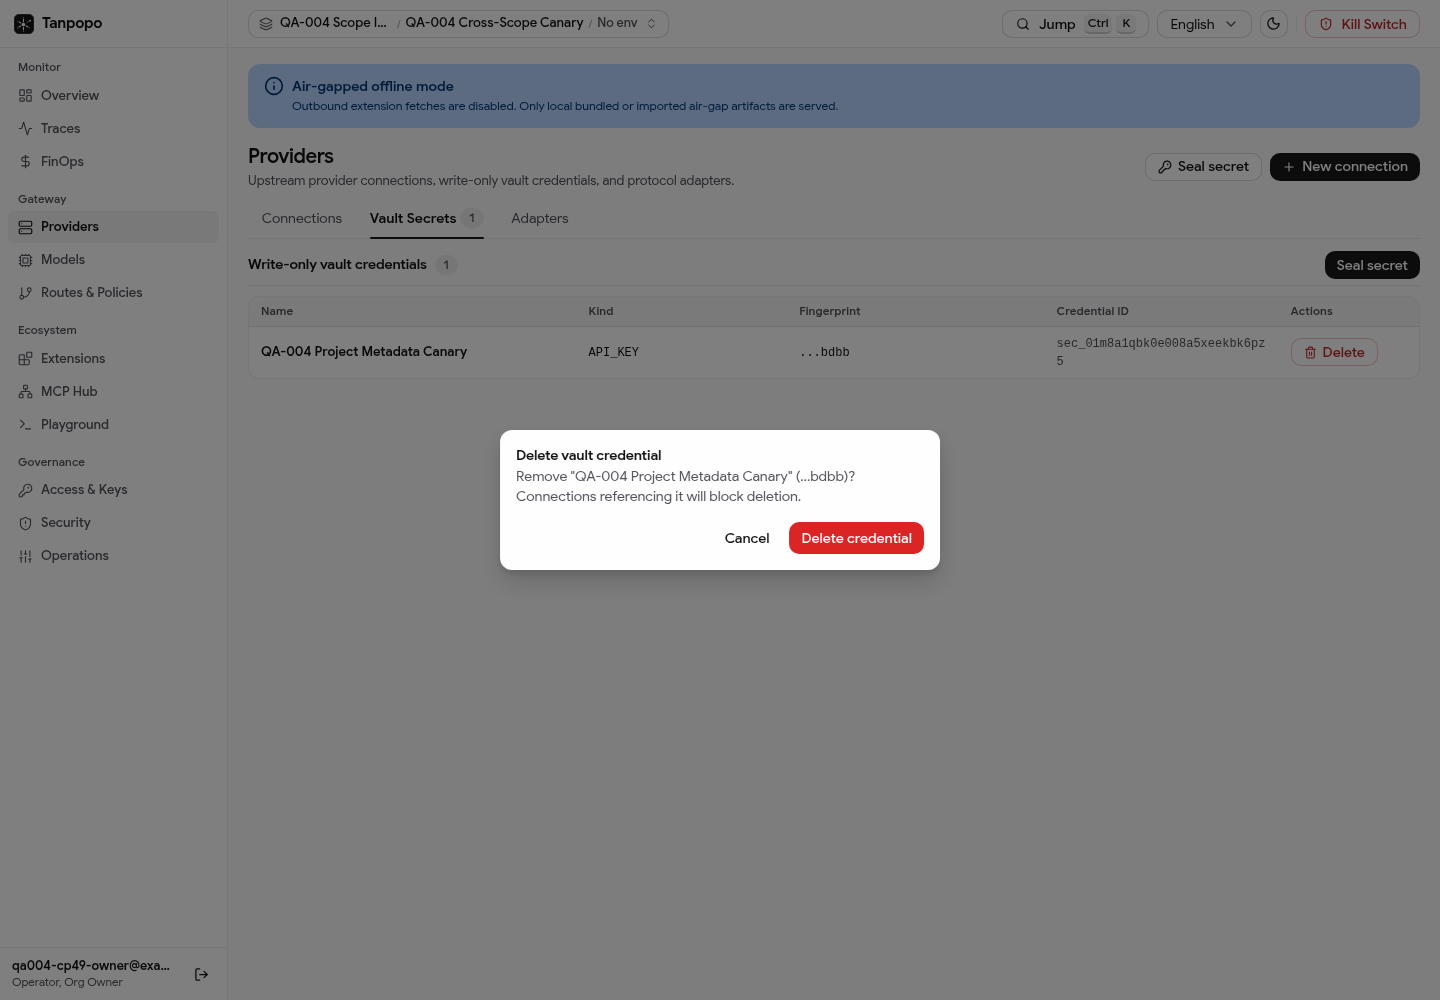 Tanpopo
QA-004 Scope I... / QA-004 Cross-Scope Canary / No env
Jump Ctrl K
English
Kill Switch
Monitor
Overview
Traces
FinOps
Gateway
Providers
Models
Routes & Policies
Ecosystem
Extensions
MCP Hub
Playground
Governance
Access & Keys
Security
Operations
qa004-cp49-owner@exa...
Operator, Org Owner
Air-gapped offline mode
Outbound extension fetches are disabled. Only local bundled or imported air-gap artifacts are served.
Providers
Upstream provider connections, write-only vault credentials, and protocol adapters.
Seal secret
New connection
Connections
Vault Secrets 1
Adapters
Write-only vault credentials 1
Seal secret
Name Kind Fingerprint Credential ID Actions
QA-004 Project Metadata Canary API_KEY ...bdbb sec_01m8a1qbk0e008a5xeekbk6pz
5
Delete
Delete vault credential
Remove "QA-004 Project Metadata Canary" (...bdbb)?
Connections referencing it will block deletion.
Cancel
Delete credential